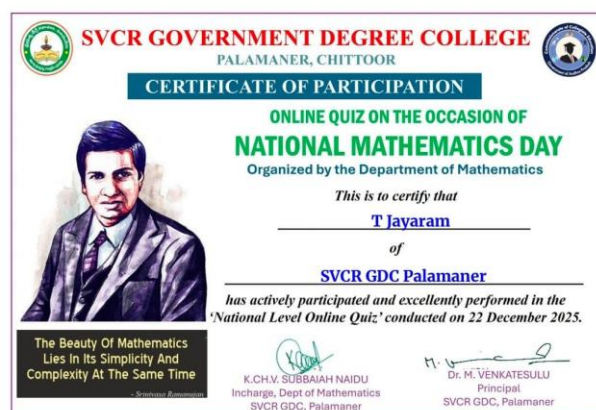 SVCR GOVERNMENT DEGREE COLLEGE
PALAMANER, CHITTOOR
CERTIFICATE OF PARTICIPATION
ONLINE QUIZ ON THE OCCASION OF
NATIONAL MATHEMATICS DAY
Organized by the Department of Mathematics
This is to certify that
T Jayaram
of
SVCR GDC Palamaner
has actively participated and excellently performed in the
‘National Level Online Quiz’ conducted on 22 December 2025.
The Beauty Of Mathematics
Lies In Its Simplicity And
Complexity At The Same Time
- Srinivasa Ramanujan
K.CH.V. SUBBAIAH NAIDU
Incharge, Dept of Mathematics
SVCR GDC, Palamaner
Dr. M. VENKATESULU
Principal
SVCR GDC, Palamaner